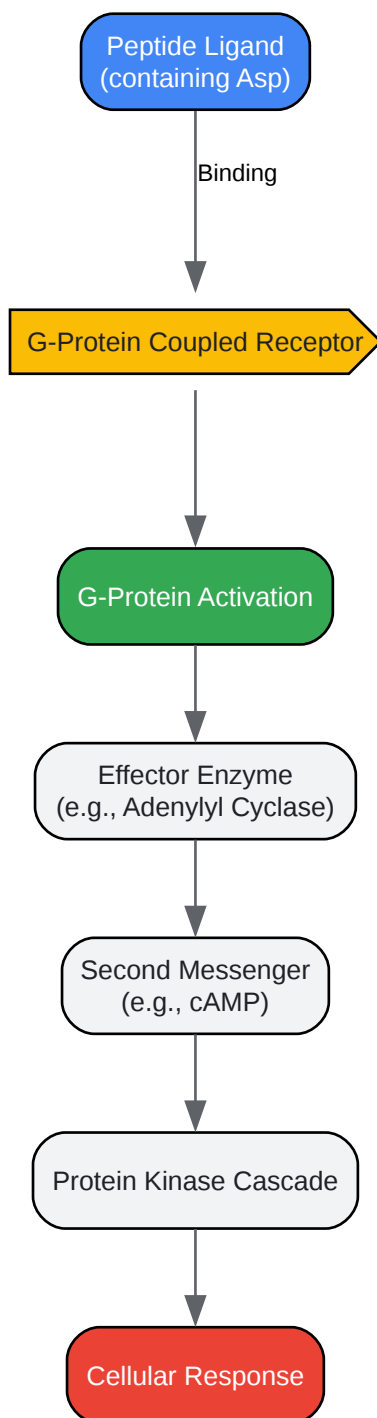 Peptide Ligand
(containing Asp)
Binding
G-Protein Coupled Receptor
G-Protein Activation
Effector Enzyme
(e.g., Adenylyl Cyclase)
Second Messenger
(e.g., cAMP)
Protein Kinase Cascade
Cellular Response